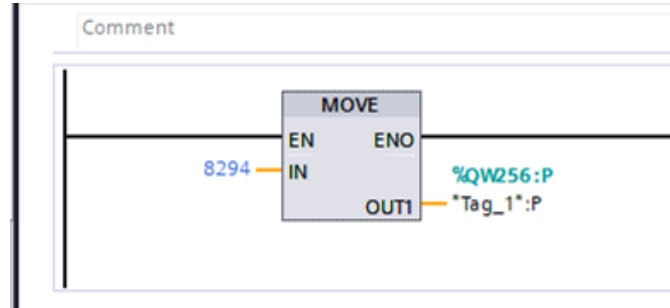 Comment
MOVE
EN ENO
8294 IN
%QW256:P
OUT1 "Tag_1":P